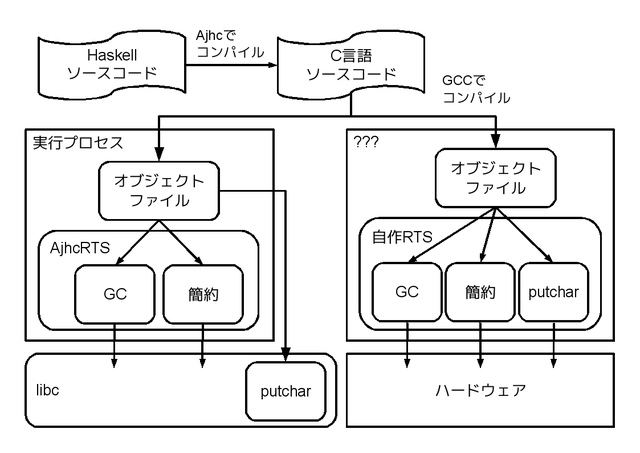 Haskell
ソースコード
Ajhcで
コンパイル
C言語
ソースコード
GCCで
コンパイル
実行プロセス
オブジェクト
ファイル
AjhcRTS
GC
簡約
libc
putchar
???
オブジェクト
ファイル
自作RTS
GC
簡約
putchar
ハードウェア